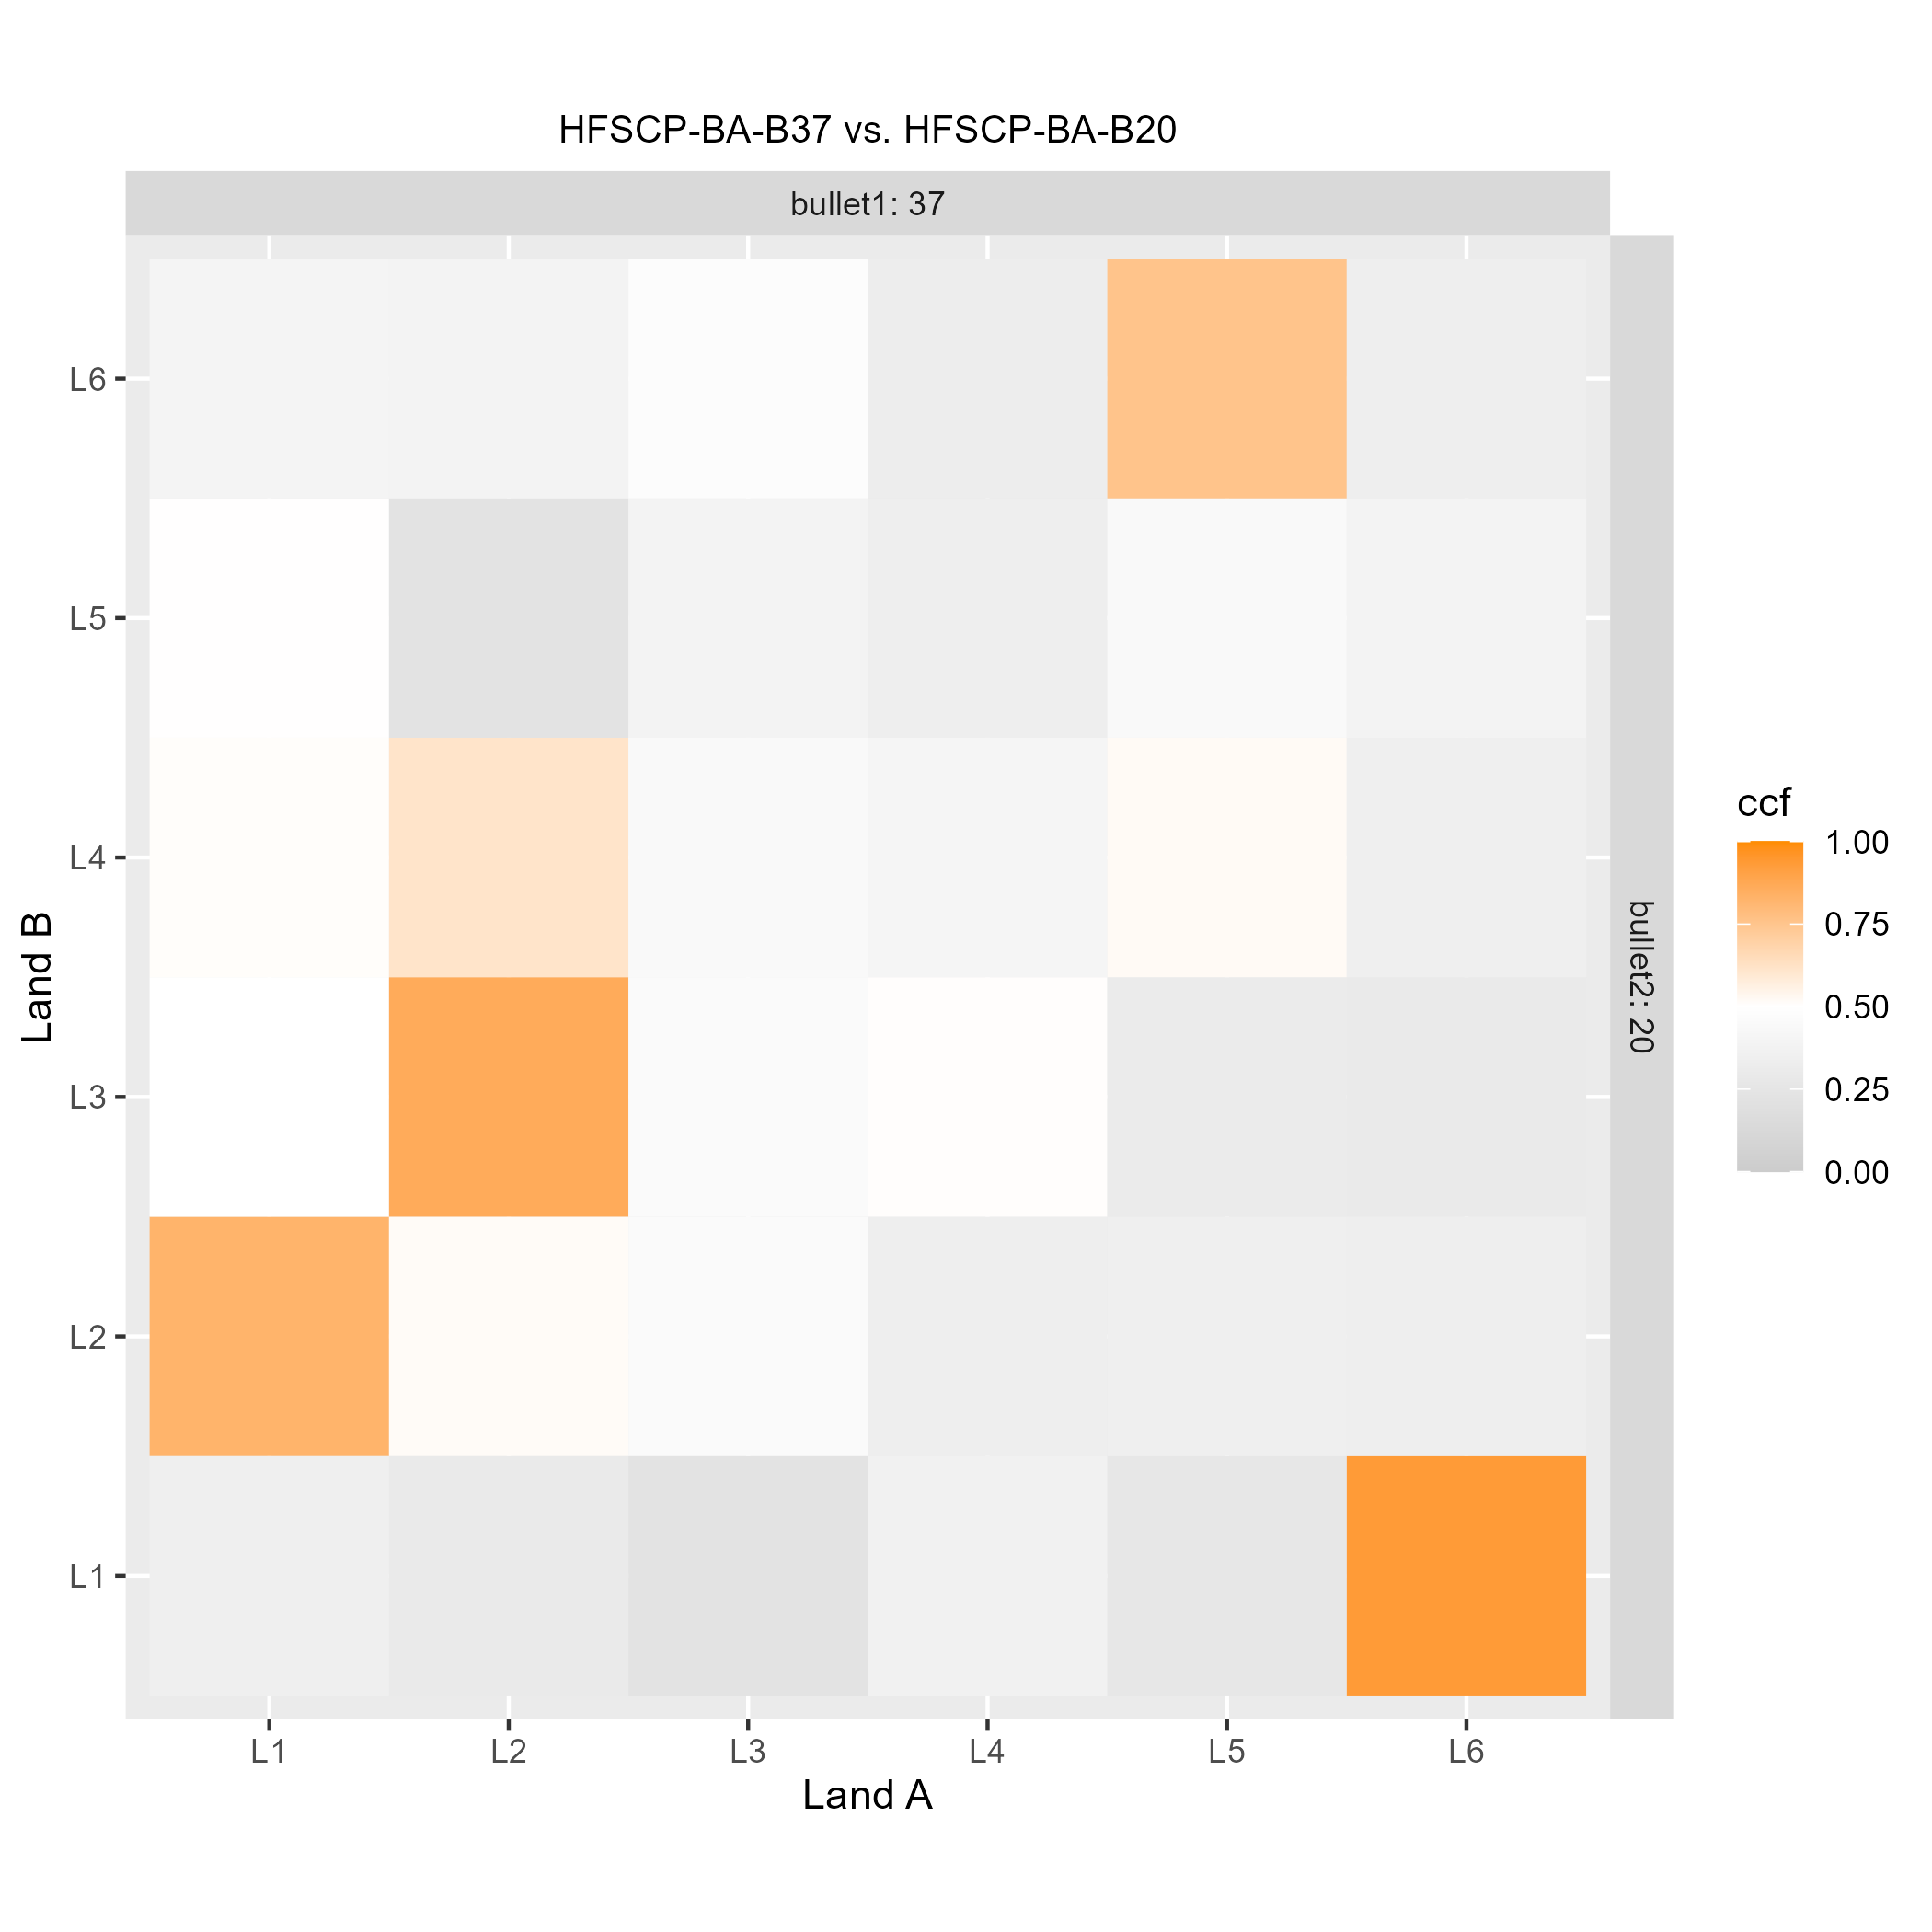 HFSCP-BA-B37 vs. HFSCP-BA-B20
bullet1: 37
L6
L5
L4
L3
L2
L1
Land B
L1 L2 L3 L4 L5 L6
Land A
bullet2: 20
ccf
1.00
0.75
0.50
0.25
0.00